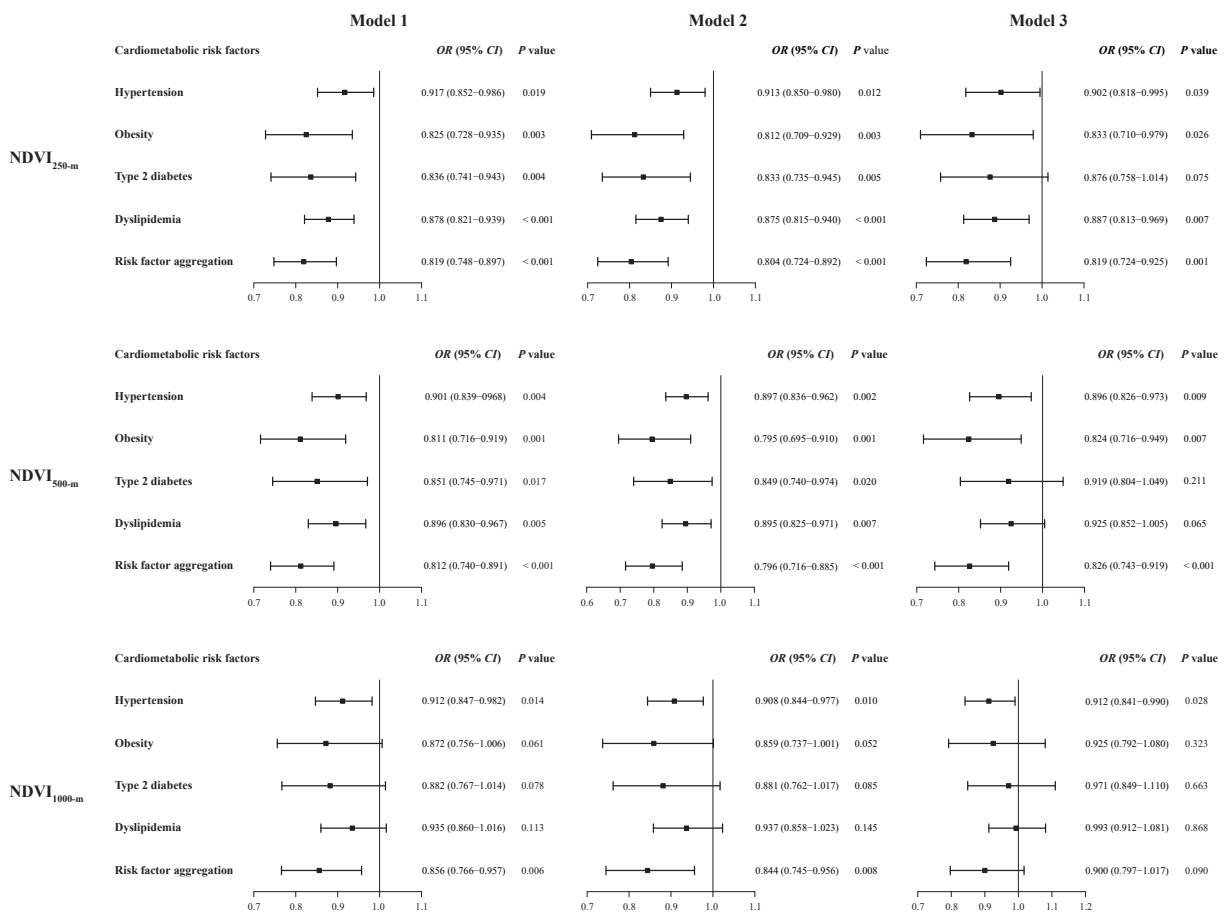 Model 1 Model 2 Model 3
Cardiometabolic risk factors OR (95% CI) P value OR (95% CI) P value OR (95% CI) P value
Hypertension 0.917 (0.852−0.986) 0.019 0.913 (0.850−0.980) 0.012 0.902 (0.818−0.995) 0.039
Obesity 0.825 (0.728−0.935) 0.003 0.812 (0.709−0.929) 0.003 0.833 (0.710−0.979) 0.026
NDVI250-m
Type 2 diabetes 0.836 (0.741−0.943) 0.004 0.833 (0.735−0.945) 0.005 0.876 (0.758−1.014) 0.075
Dyslipidemia 0.878 (0.821−0.939) < 0.001 0.875 (0.815−0.940) < 0.001 0.887 (0.813−0.969) 0.007
Risk factor aggregation 0.819 (0.748−0.897) < 0.001 0.804 (0.724−0.892) < 0.001 0.819 (0.724−0.925) 0.001
0.7 0.8 0.9 1.0 1.1 0.7 0.8 0.9 1.0 1.1 0.7 0.8 0.9 1.0 1.1
Cardiometabolic risk factors OR (95% CI) P value OR (95% CI) P value OR (95% CI) P value
Hypertension 0.901 (0.839−0968) 0.004 0.897 (0.836−0.962) 0.002 0.896 (0.826−0.973) 0.009
Obesity 0.811 (0.716−0.919) 0.001 0.795 (0.695−0.910) 0.001 0.824 (0.716−0.949) 0.007
NDVI500-m
Type 2 diabetes 0.851 (0.745−0.971) 0.017 0.849 (0.740−0.974) 0.020 0.919 (0.804−1.049) 0.211
Dyslipidemia 0.896 (0.830−0.967) 0.005 0.895 (0.825−0.971) 0.007 0.925 (0.852−1.005) 0.065
Risk factor aggregation 0.812 (0.740−0.891) < 0.001 0.796 (0.716−0.885) < 0.001 0.826 (0.743−0.919) < 0.001
0.7 0.8 0.9 1.0 1.1 0.6 0.7 0.8 0.9 1.0 1.1 0.7 0.8 0.9 1.0 1.1
Cardiometabolic risk factors OR (95% CI) P value OR (95% CI) P value OR (95% CI) P value
Hypertension 0.912 (0.847−0.982) 0.014 0.908 (0.844−0.977) 0.010 0.912 (0.841−0.990) 0.028
Obesity 0.872 (0.756−1.006) 0.061 0.859 (0.737−1.001) 0.052 0.925 (0.792−1.080) 0.323
NDVI1000-m
Type 2 diabetes 0.882 (0.767−1.014) 0.078 0.881 (0.762−1.017) 0.085 0.971 (0.849−1.110) 0.663
Dyslipidemia 0.935 (0.860−1.016) 0.113 0.937 (0.858−1.023) 0.145 0.993 (0.912−1.081) 0.868
Risk factor aggregation 0.856 (0.766−0.957) 0.006 0.844 (0.745−0.956) 0.008 0.900 (0.797−1.017) 0.090
0.7 0.8 0.9 1.0 1.1 0.7 0.8 0.9 1.0 1.1 0.7 0.8 0.9 1.0 1.1 1.2